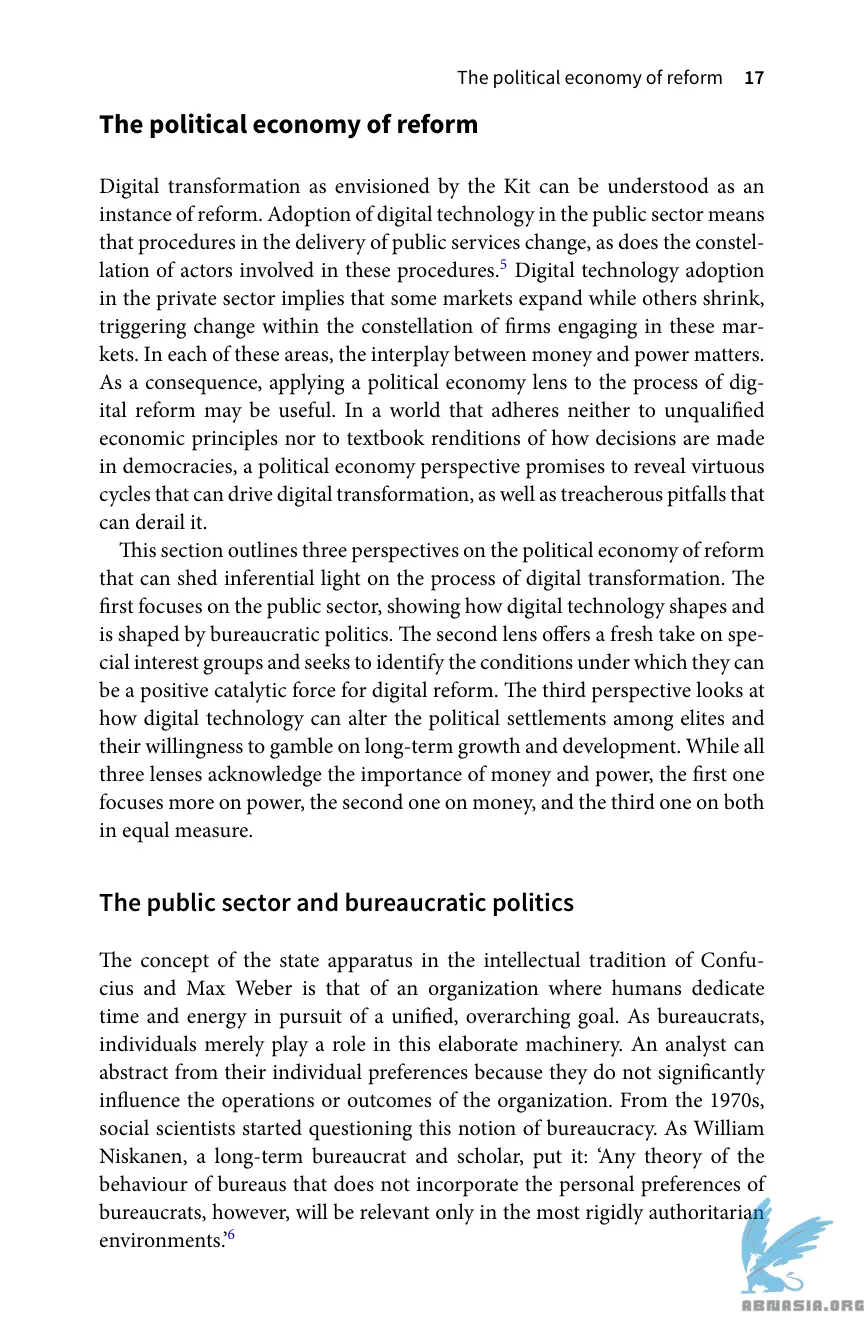 The political economy of reform 17
The political economy of reform
Digital transformation as envisioned by the Kit can be understood as an
instance of reform. Adoption of digital technology in the public sector means
that procedures in the delivery of public services change, as does the constel-
lation of actors involved in these procedures.5 Digital technology adoption
in the private sector implies that some markets expand while others shrink,
triggering change within the constellation of firms engaging in these mar-
kets. In each of these areas, the interplay between money and power matters.
As a consequence, applying a political economy lens to the process of dig-
ital reform may be useful. In a world that adheres neither to unqualified
economic principles nor to textbook renditions of how decisions are made
in democracies, a political economy perspective promises to reveal virtuous
cycles that can drive digital transformation, as well as treacherous pitfalls that
can derail it.
This section outlines three perspectives on the political economy of reform
that can shed inferential light on the process of digital transformation. The
first focuses on the public sector, showing how digital technology shapes and
is shaped by bureaucratic politics. The second lens offers a fresh take on spe-
cial interest groups and seeks to identify the conditions under which they can
be a positive catalytic force for digital reform. The third perspective looks at
how digital technology can alter the political settlements among elites and
their willingness to gamble on long-term growth and development. While all
three lenses acknowledge the importance of money and power, the first one
focuses more on power, the second one on money, and the third one on both
in equal measure.
The public sector and bureaucratic politics
The concept of the state apparatus in the intellectual tradition of Confu-
cius and Max Weber is that of an organization where humans dedicate
time and energy in pursuit of a unified, overarching goal. As bureaucrats,
individuals merely play a role in this elaborate machinery. An analyst can
abstract from their individual preferences because they do not significantly
influence the operations or outcomes of the organization. From the 1970s,
social scientists started questioning this notion of bureaucracy. As William
Niskanen, a long-term bureaucrat and scholar, put it: ‘Any theory of the
behaviour of bureaus that does not incorporate the personal preferences of
bureaucrats, however, will be relevant only in the most rigidly authoritarian
environments.’6
ABNASIA.ORG